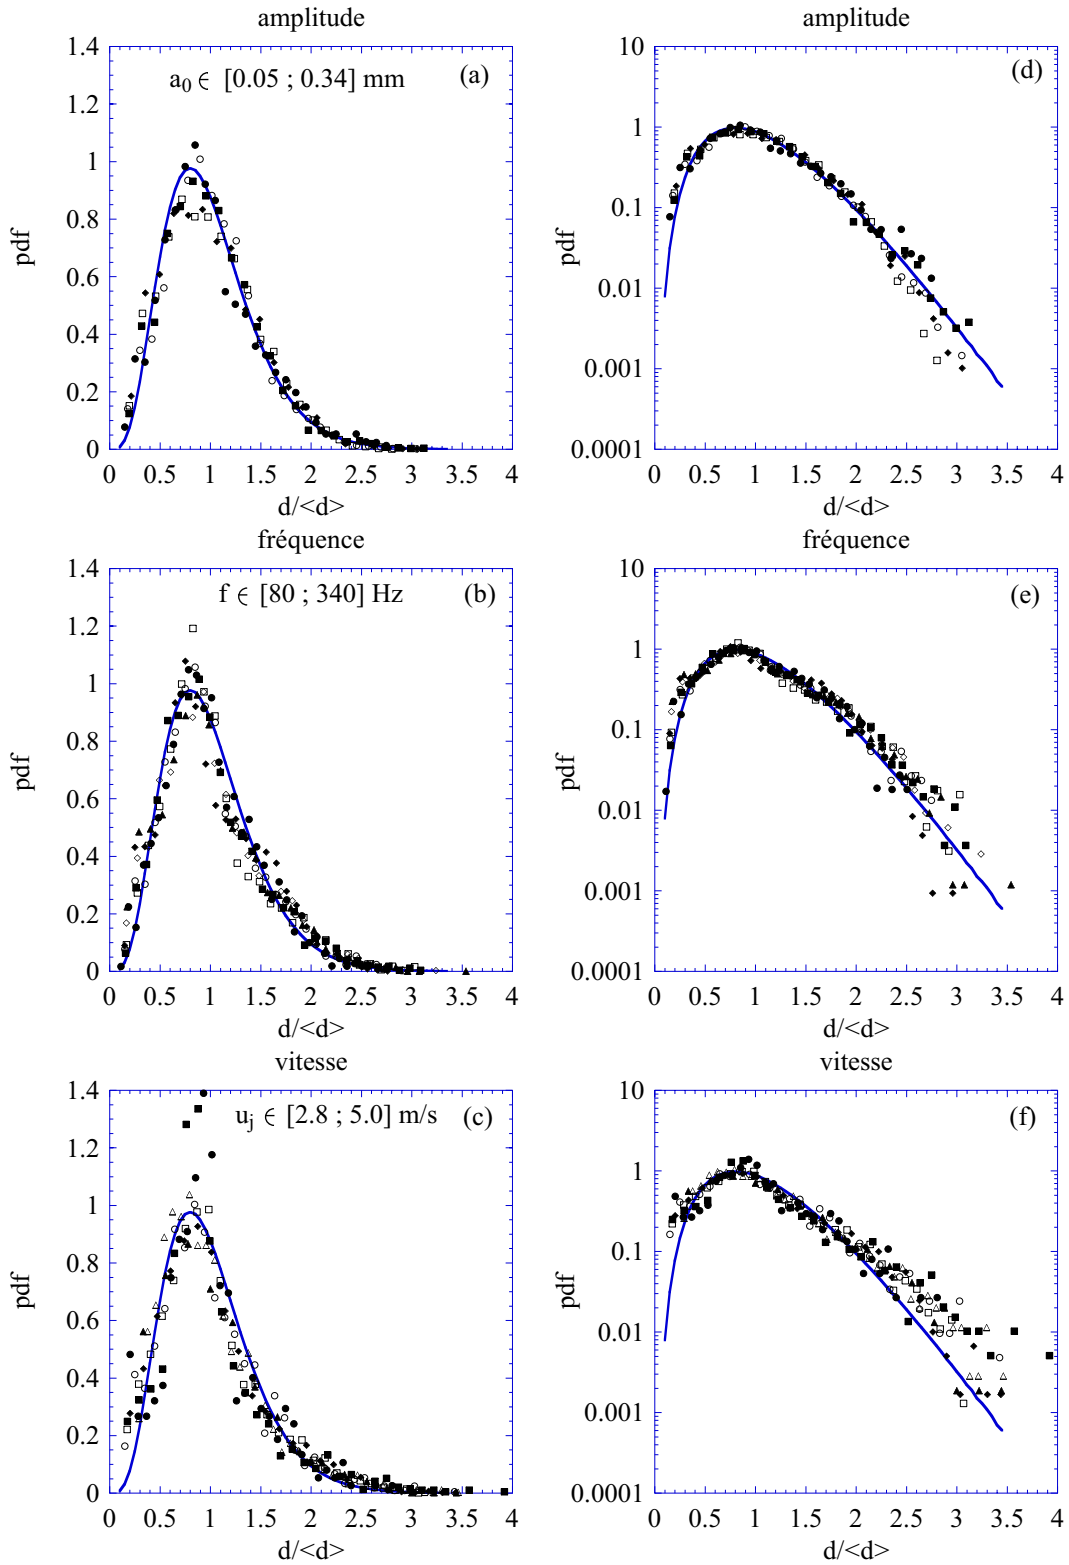 amplitude
1.4
1.2
1
0.8
0.6
0.4
0.2
0
pdf
a0 ∈ [0.05 ; 0.34] mm
(a)
0 0.5 1 1.5 2 2.5 3 3.5 4
d/<d>
amplitude
10
1
0.1
0.01
0.001
0.0001
pdf
(d)
0 0.5 1 1.5 2 2.5 3 3.5 4
d/<d>
fréquence
1.4
1.2
1
0.8
0.6
0.4
0.2
0
pdf
f ∈ [80 ; 340] Hz
(b)
0 0.5 1 1.5 2 2.5 3 3.5 4
d/<d>
fréquence
10
1
0.1
0.01
0.001
0.0001
pdf
(e)
0 0.5 1 1.5 2 2.5 3 3.5 4
d/<d>
vitesse
1.4
1.2
1
0.8
0.6
0.4
0.2
0
pdf
uj ∈ [2.8 ; 5.0] m/s
(c)
0 0.5 1 1.5 2 2.5 3 3.5 4
d/<d>
vitesse
10
1
0.1
0.01
0.001
0.0001
pdf
(f)
0 0.5 1 1.5 2 2.5 3 3.5 4
d/<d>